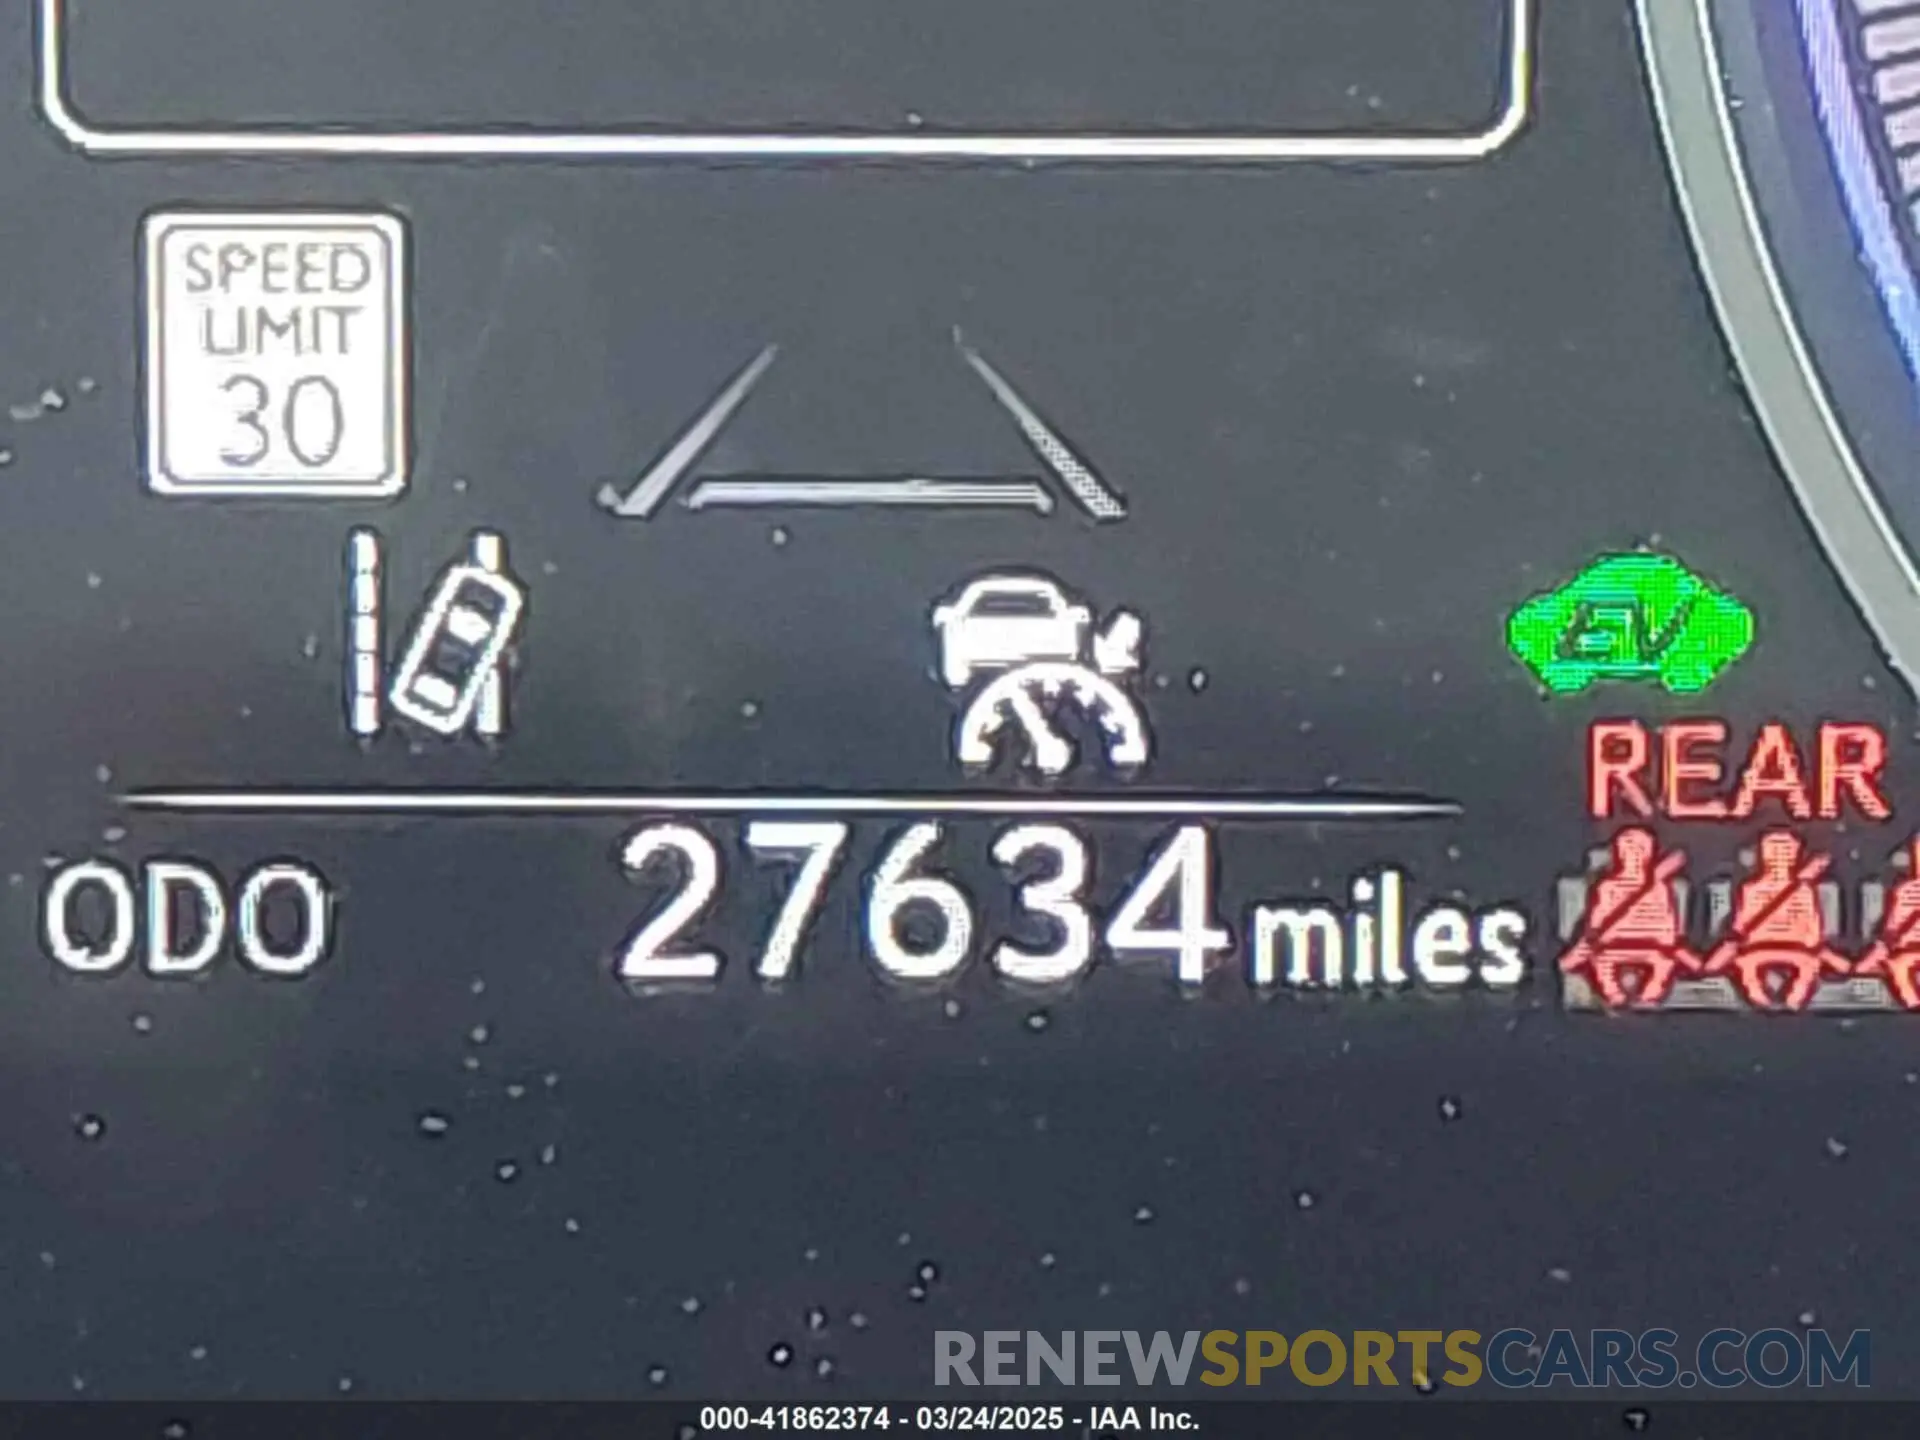 SPEED
LIMIT
30
EV
REAR
ODO 27634 miles
RENEWSPORTSCARS.COM
000-41862374 - 03/24/2025 - IAA Inc.